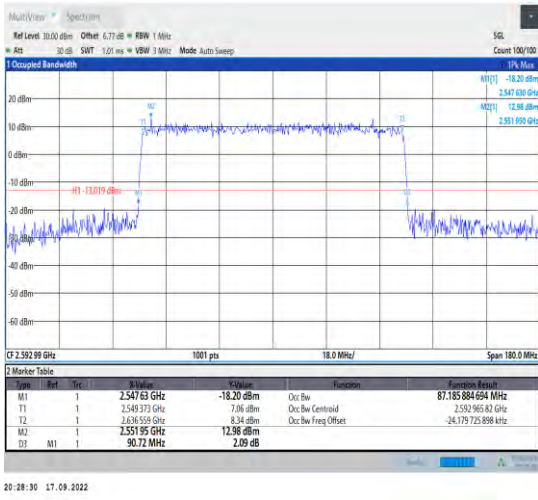 MultiView Spectrum
Ref Level 30.00 dBm Offset 6.77 dB RBW 1 MHz SGL
Att 30 dB SWT 1.01 ms VBW 3 MHz Mode Auto Sweep Count 100/100
1 Occupied Bandwidth 1Pk Max
M1[1] -18.20 dBm
2.547 630 GHz
M2[1] 12.98 dBm
2.551 950 GHz
20 dBm
M2
T1 T2
10 dBm
0 dBm
-10 dBm
H1 -13.019 dBm
M1 D3
-20 dBm
-30 dBm
-40 dBm
-50 dBm
-60 dBm
CF 2.592 99 GHz 1001 pts 18.0 MHz/ Span 180.0 MHz
2 Marker Table
Type Ref Trc X-Value Y-Value Function Function Result
M1 1 2.547 63 GHz -18.20 dBm Occ Bw 87.185 884 694 MHz
T1 1 2.549 373 GHz 7.06 dBm Occ Bw Centroid 2.592 965 82 GHz
T2 1 2.636 559 GHz 8.34 dBm Occ Bw Freq Offset -24.179 725 898 kHz
M2 1 2.551 95 GHz 12.98 dBm
D3 M1 1 90.72 MHz 2.09 dB
20:28:30 17.09.2022